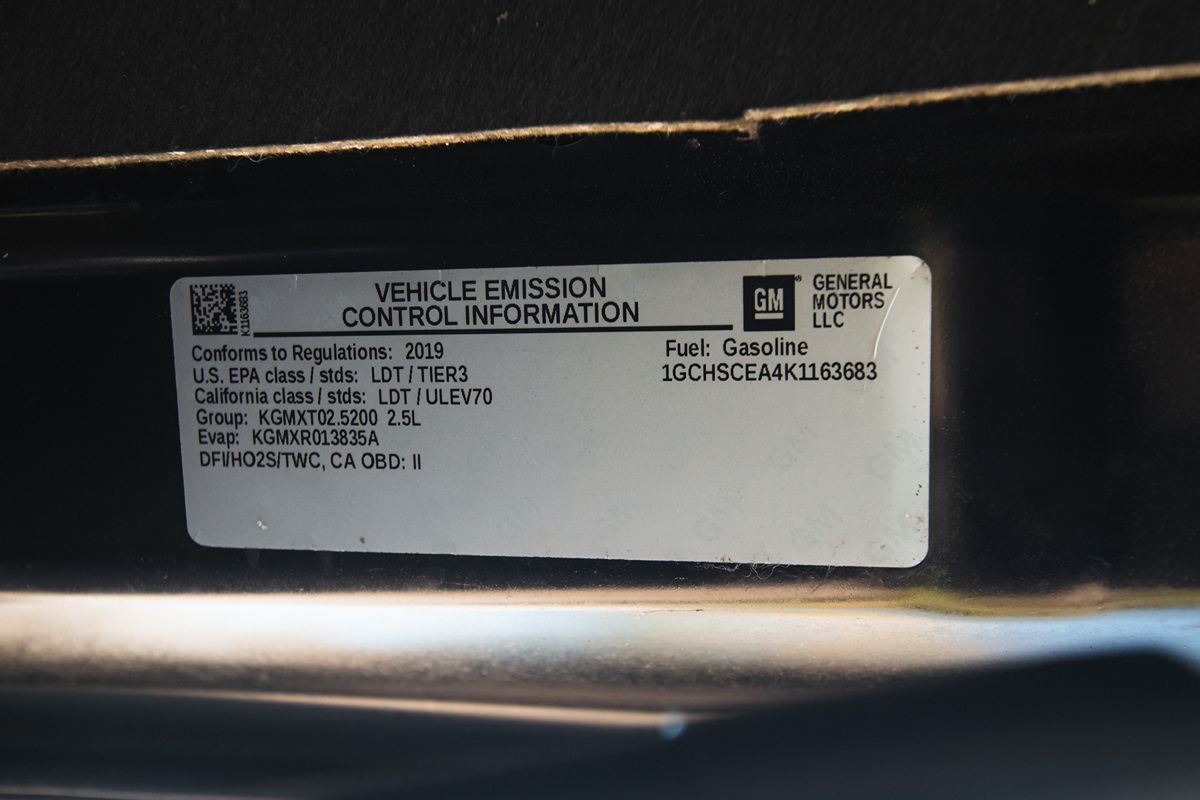 K1163683
VEHICLE EMISSION
CONTROL INFORMATION
GM
GENERAL
MOTORS
LLC
Conforms to Regulations: 2019
U.S. EPA class / stds: LDT / TIER3
California class / stds: LDT / ULEV70
Group: KGMXT02.5200 2.5L
Evap: KGMXR013835A
DFI/HO2S/TWC, CA OBD: II
Fuel: Gasoline
1GCHSCEA4K1163683